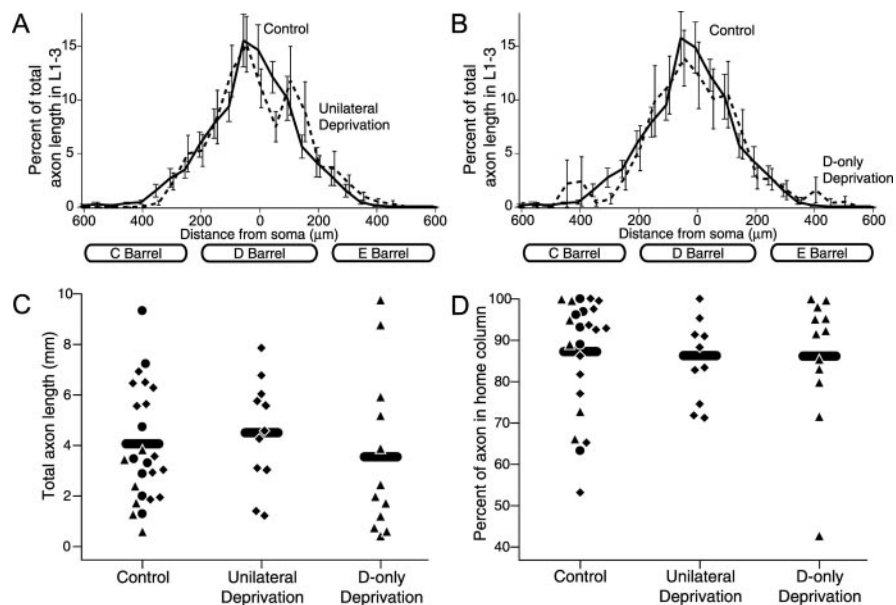 A
Percent of total
axon length in L1-3
15
10
5
0
Control
Unilateral
Deprivation
600 400 200 0 200 400 600
Distance from soma (μm)
C Barrel D Barrel E Barrel
B
Percent of total
axon length in L1-3
15
10
5
0
Control
D-only
Deprivation
600 400 200 0 200 400 600
Distance from soma (μm)
C Barrel D Barrel E Barrel
C
Total axon length (mm)
10
8
6
4
2
0
Control Unilateral D-only
Deprivation Deprivation
D
Percent of axon in home column
100
90
80
70
60
50
40
Control Unilateral D-only
Deprivation Deprivation